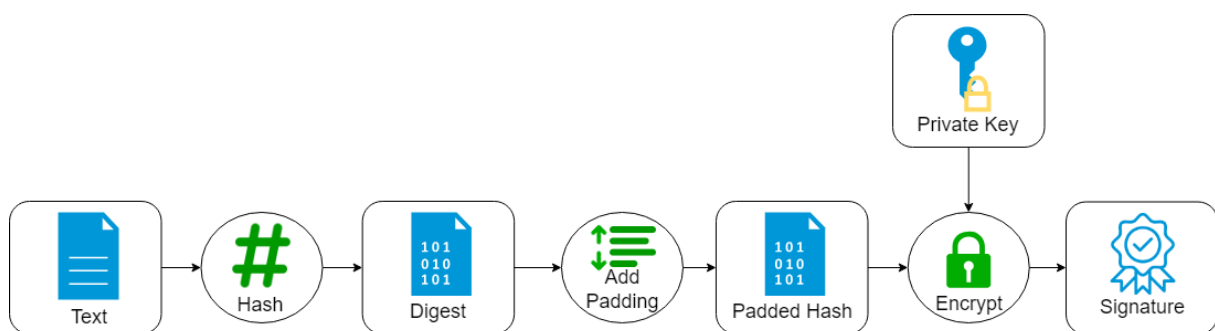 Private Key
101
010
101
101
010
101
Text
Hash
Digest
Add
Padding
Padded Hash
Encrypt
Signature